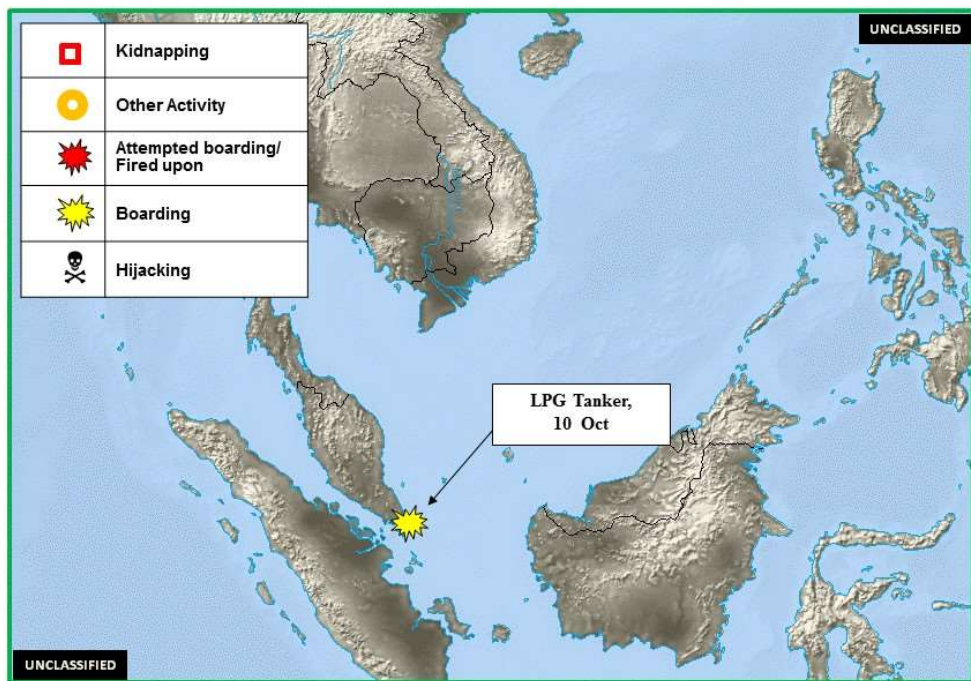 UNCLASSIFIED
Kidnapping
Other Activity
Attempted boarding/
Fired upon
Boarding
Hijacking
LPG Tanker,
10 Oct
UNCLASSIFIED